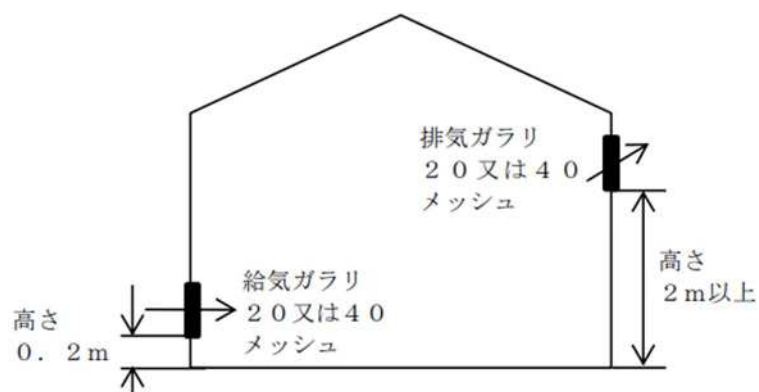 排気ガラリ
２０又は４０
メッシュ
給気ガラリ
２０又は４０
メッシュ
高さ
２ｍ以上
高さ
０．２ｍ